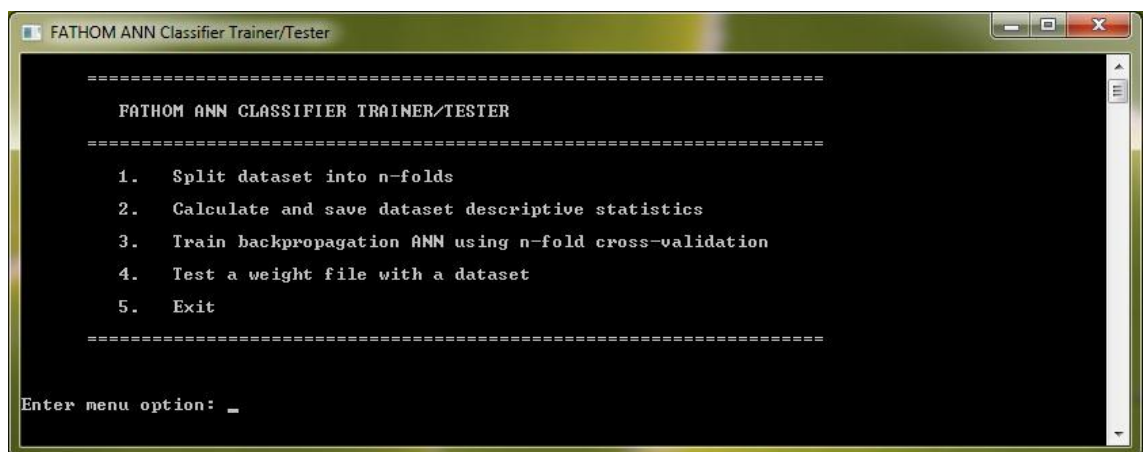 FATHOM ANN Classifier Trainer/Tester
====================================================================
FATHOM ANN CLASSIFIER TRAINER/TESTER
====================================================================
1. Split dataset into n-folds
2. Calculate and save dataset descriptive statistics
3. Train backpropagation ANN using n-fold cross-validation
4. Test a weight file with a dataset
5. Exit
====================================================================
Enter menu option: _